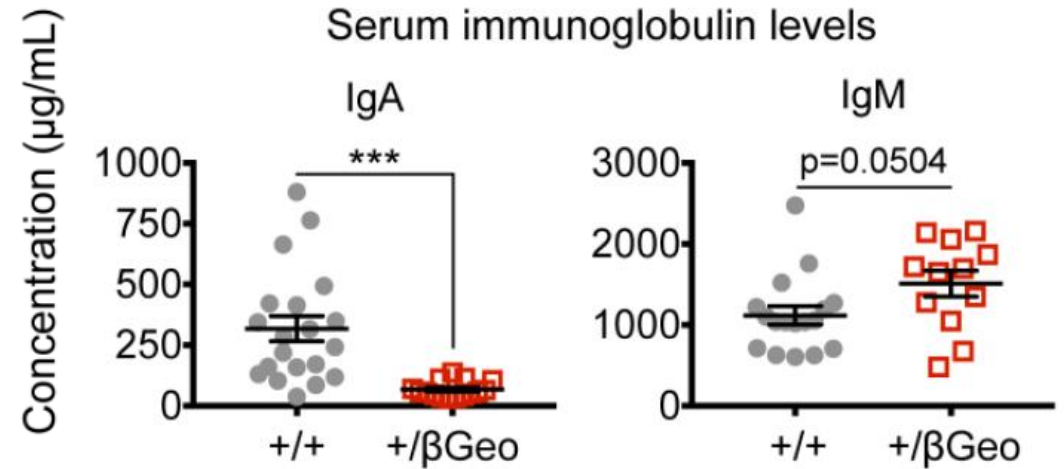 Serum immunoglobulin levels
Concentration (µg/mL)
IgA
1000
750
500
250
0
***
+/+
+/βGeo
IgM
3000
2000
1000
0
p=0.0504
+/+
+/βGeo